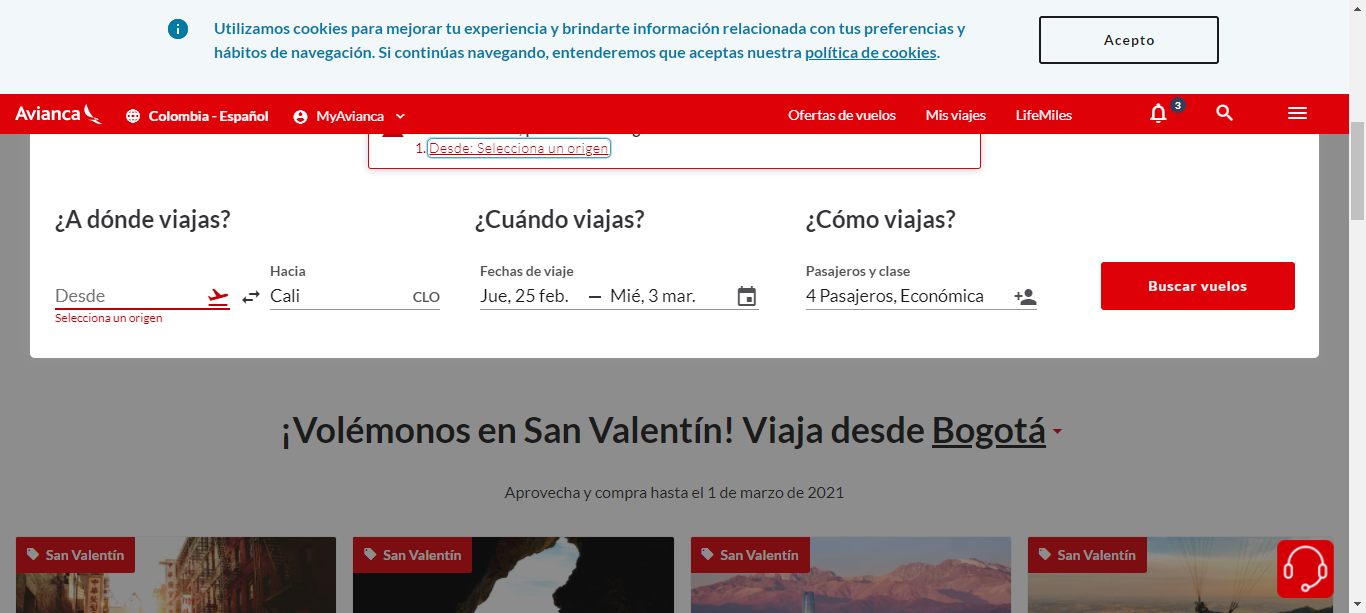 Utilizamos cookies para mejorar tu experiencia y brindarte información relacionada con tus preferencias y
hábitos de navegación. Si continúas navegando, entenderemos que aceptas nuestra política de cookies.
Acepto
Avianca
Colombia - Español
MyAvianca
Ofertas de vuelos
Mis viajes
LifeMiles
3
1. Desde: Selecciona un origen
¿A dónde viajas?
¿Cuándo viajas?
¿Cómo viajas?
Desde
Selecciona un origen
Hacia
Cali CLO
Fechas de viaje
Jue, 25 feb. — Mié, 3 mar.
Pasajeros y clase
4 Pasajeros, Económica
Buscar vuelos
¡Volémonos en San Valentín! Viaja desde Bogotá
Aprovecha y compra hasta el 1 de marzo de 2021
San Valentín
San Valentín
San Valentín
San Valentín